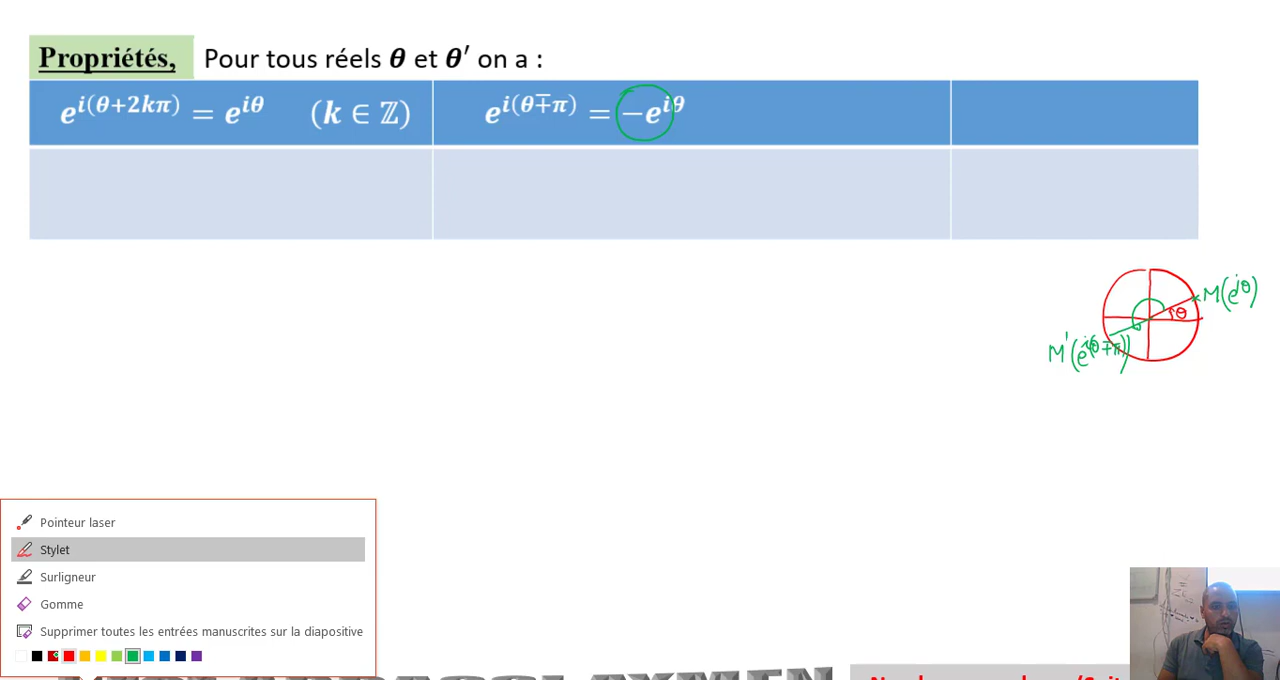 Propriétés, Pour tous réels θ et θ′ on a :
e^{i(θ+2kπ)} = e^{iθ} (k ∈ ℤ)
e^{i(θ∓π)} = −e^{iθ}
M(e^{iθ})
θ
M'(e^{i(θ∓π)})
Pointeur laser
Stylet
Surligneur
Gomme
Supprimer toutes les entrées manuscrites sur la diapositive